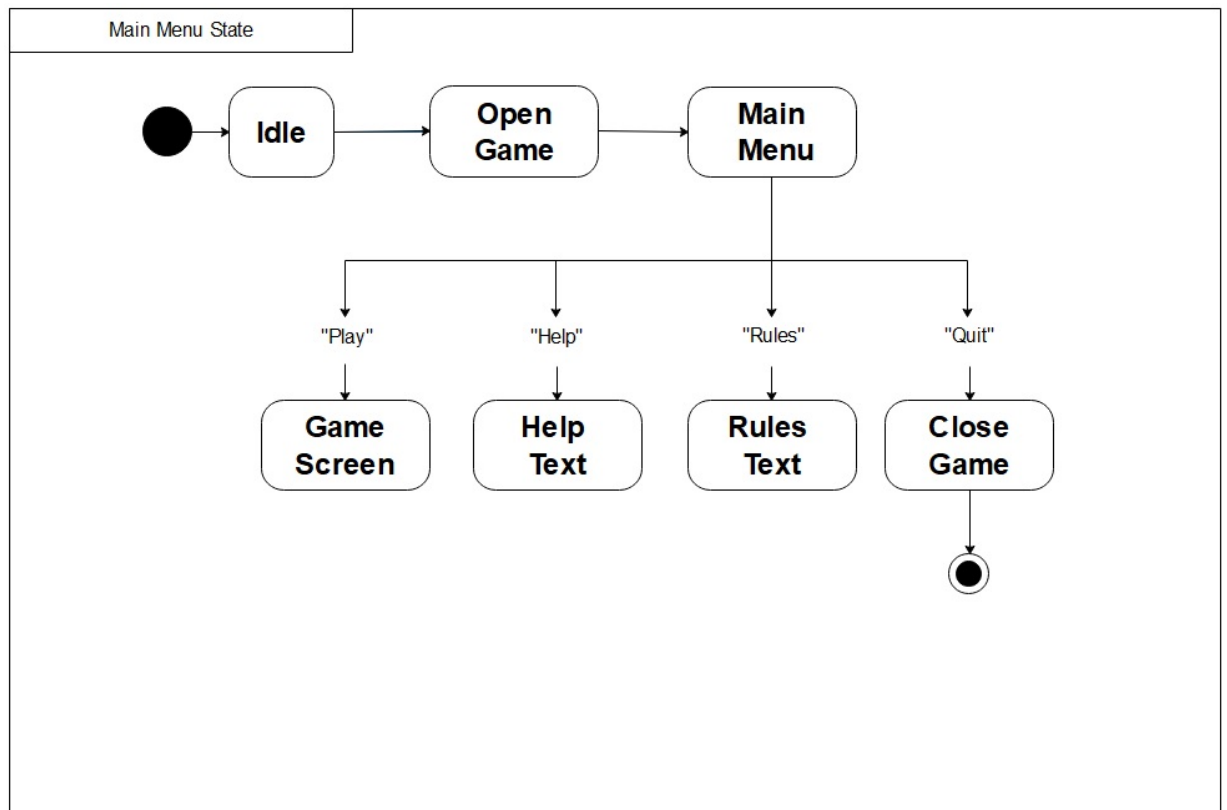 Main Menu State
Idle
Open
Game
Main
Menu
"Play"
"Help"
"Rules"
"Quit"
Game
Screen
Help
Text
Rules
Text
Close
Game